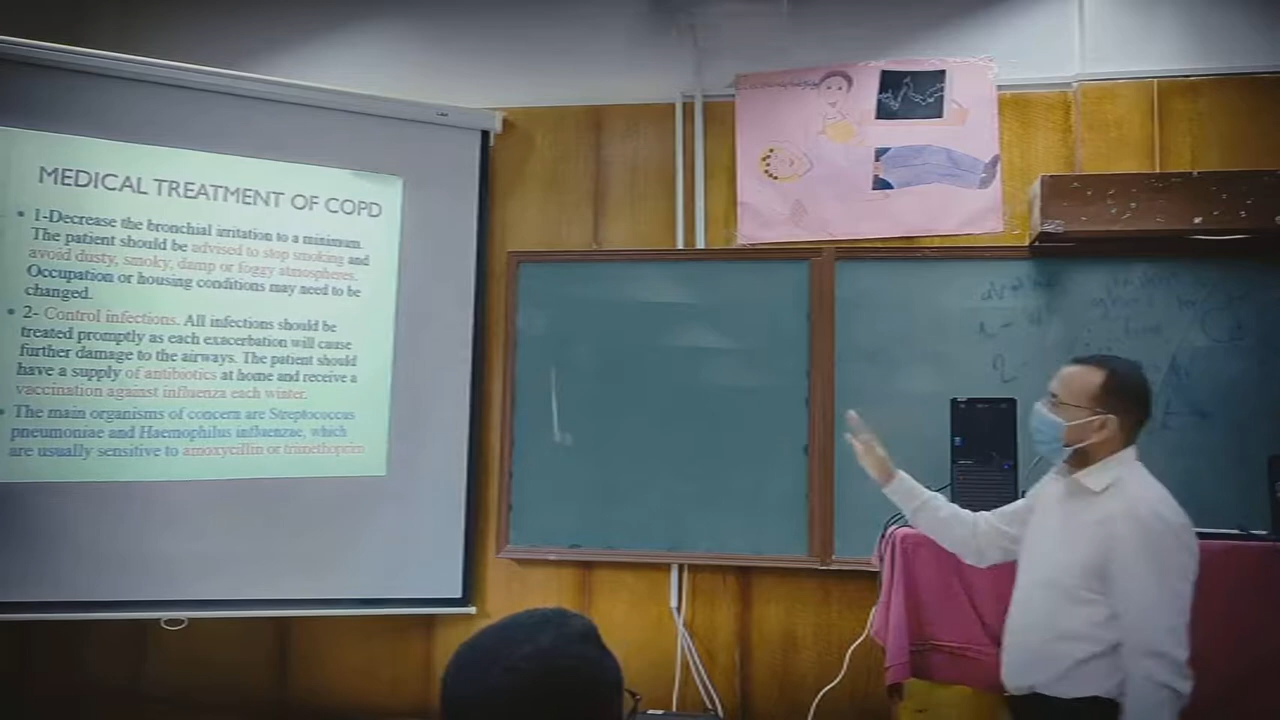 MEDICAL TREATMENT OF COPD
• 1-Decrease the bronchial irritation to a minimum.
The patient should be advised to stop smoking and
avoid dusty, smoky, damp or foggy atmospheres.
Occupation or housing conditions may need to be
changed.
• 2- Control infections. All infections should be
treated promptly as each exacerbation will cause
further damage to the airways. The patient should
have a supply of antibiotics at home and receive a
vaccination against influenza each winter.
• The main organisms of concern are Streptococcus
pneumoniae and Haemophilus influenzae, which
are usually sensitive to amoxycillin or trimethoprim